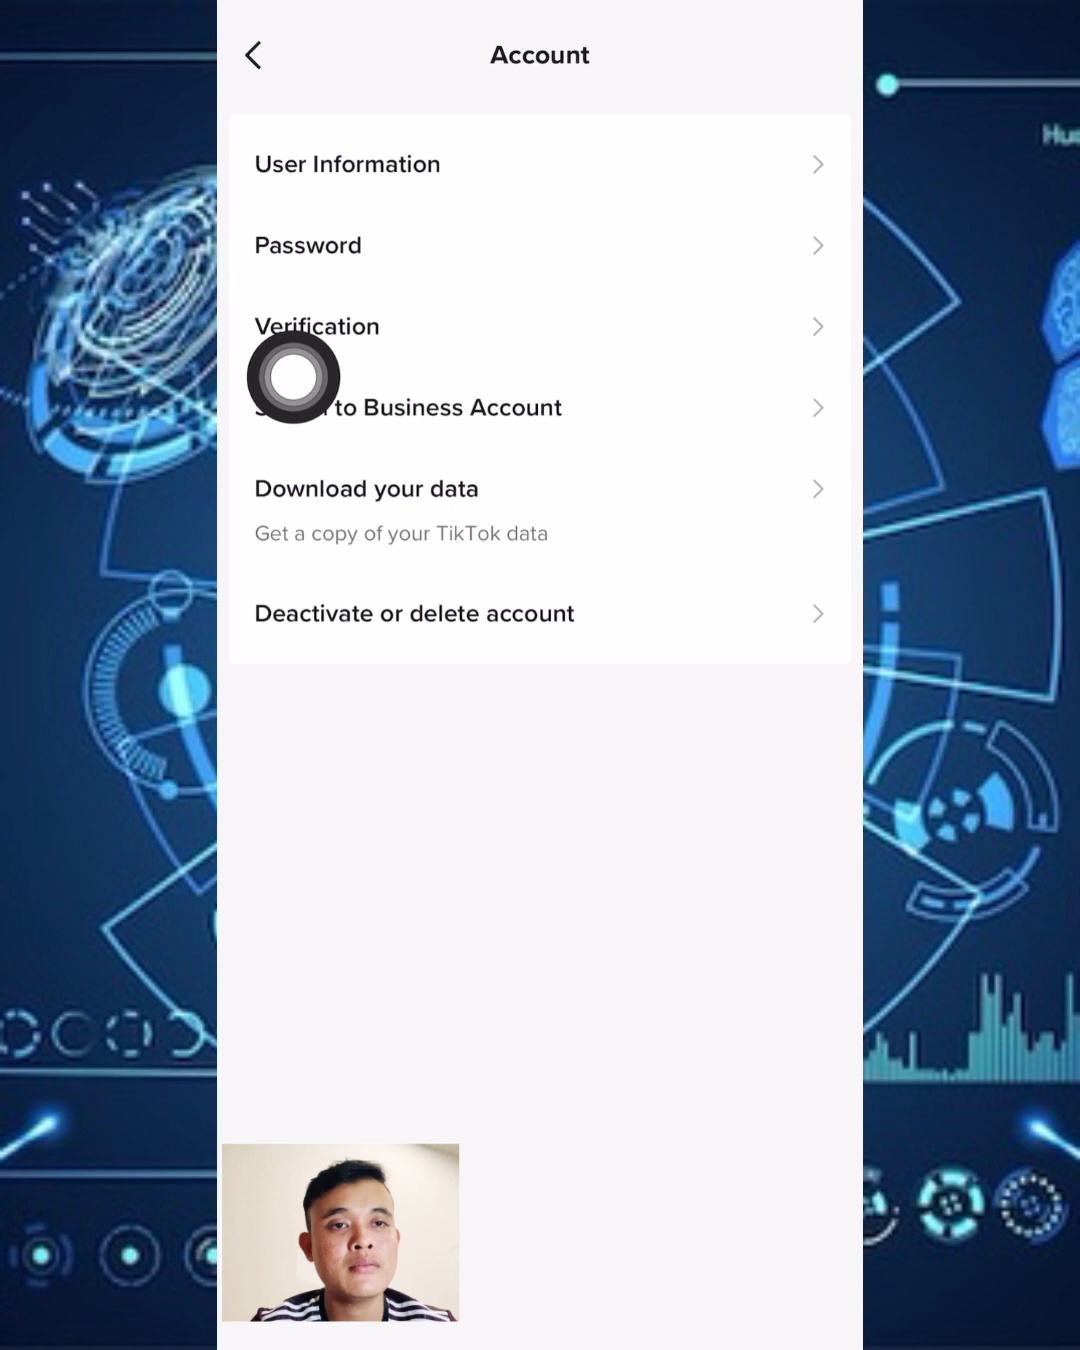 Account
User Information
Password
Verification
to Business Account
Download your data
Get a copy of your TikTok data
Deactivate or delete account